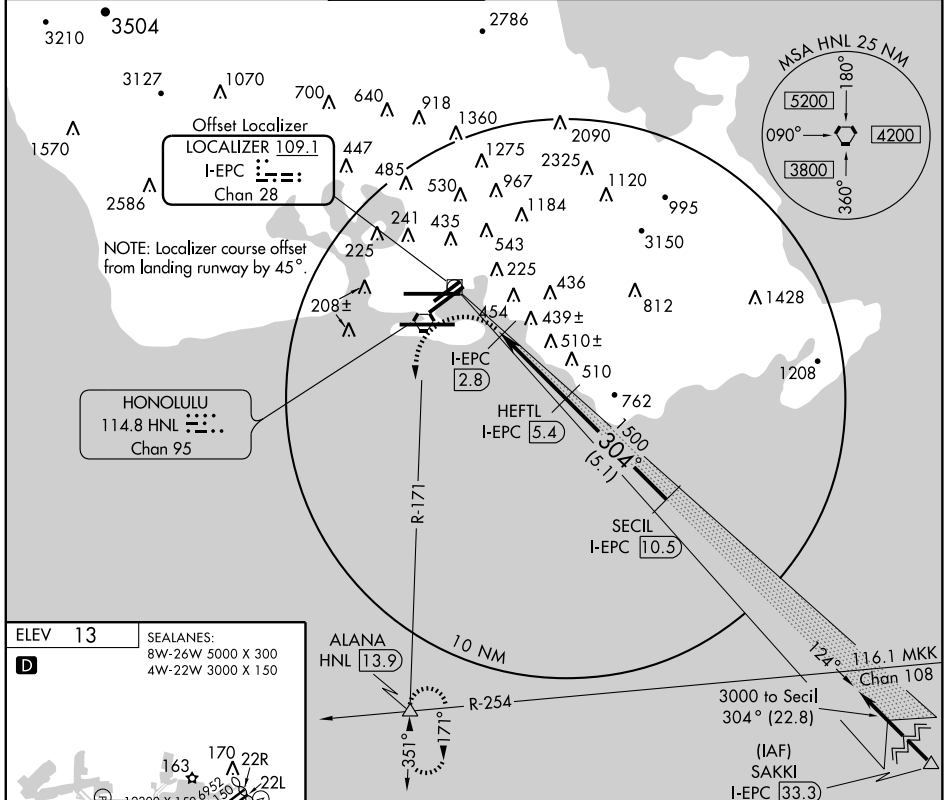 3210
3504
2786
3127
1070
700
640
918
1360
2090
1570
Offset Localizer
LOCALIZER 109.1
I-EPC
Chan 28
447
485
1275
2325
530
967
1120
2586
1184
995
241
435
225
543
3150
NOTE: Localizer course offset
from landing runway by 45°.
MSA HNL 25 NM
180°
5200
090°
4200
3800
360°
225
436
812
1428
208±
454
439±
510±
510
I-EPC
2.8
1208
762
HONOLULU
114.8 HNL
Chan 95
HEFTL
I-EPC 5.4
1500
304°
(5.1)
R-171
SECIL
I-EPC 10.5
10 NM
ALANA
HNL 13.9
R-254
351°
171°
124°
116.1 MKK
Chan 108
3000 to Secil
304° (22.8)
(IAF)
SAKKI
I-EPC 33.3
ELEV 13
D
SEALANES:
8W-26W 5000 X 300
4W-22W 3000 X 150
163
170
22R
22L
6952
150.0
12300 X 150